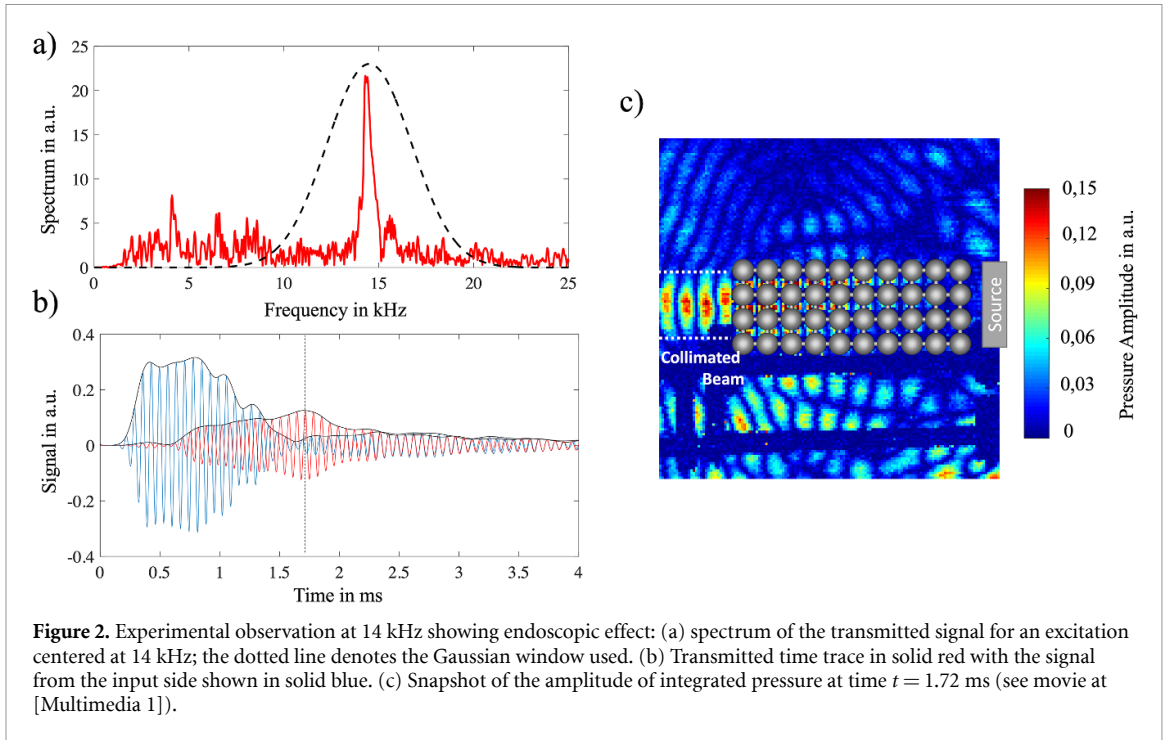 a)
25
20
15
10
5
0
Spectrum in a.u.
0 5 10 15 20 25
Frequency in kHz
b)
0.4
0.2
0
-0.2
-0.4
Signal in a.u.
0 0.5 1 1.5 2 2.5 3 3.5 4
Time in ms
c)
Collimated
Beam
Source
0,15
0,12
0,09
0,06
0,03
0
Pressure Amplitude in a.u.
Figure 2. Experimental observation at 14 kHz showing endoscopic effect: (a) spectrum of the transmitted signal for an excitation
centered at 14 kHz; the dotted line denotes the Gaussian window used. (b) Transmitted time trace in solid red with the signal
from the input side shown in solid blue. (c) Snapshot of the amplitude of integrated pressure at time t = 1.72 ms (see movie at
[Multimedia 1]).